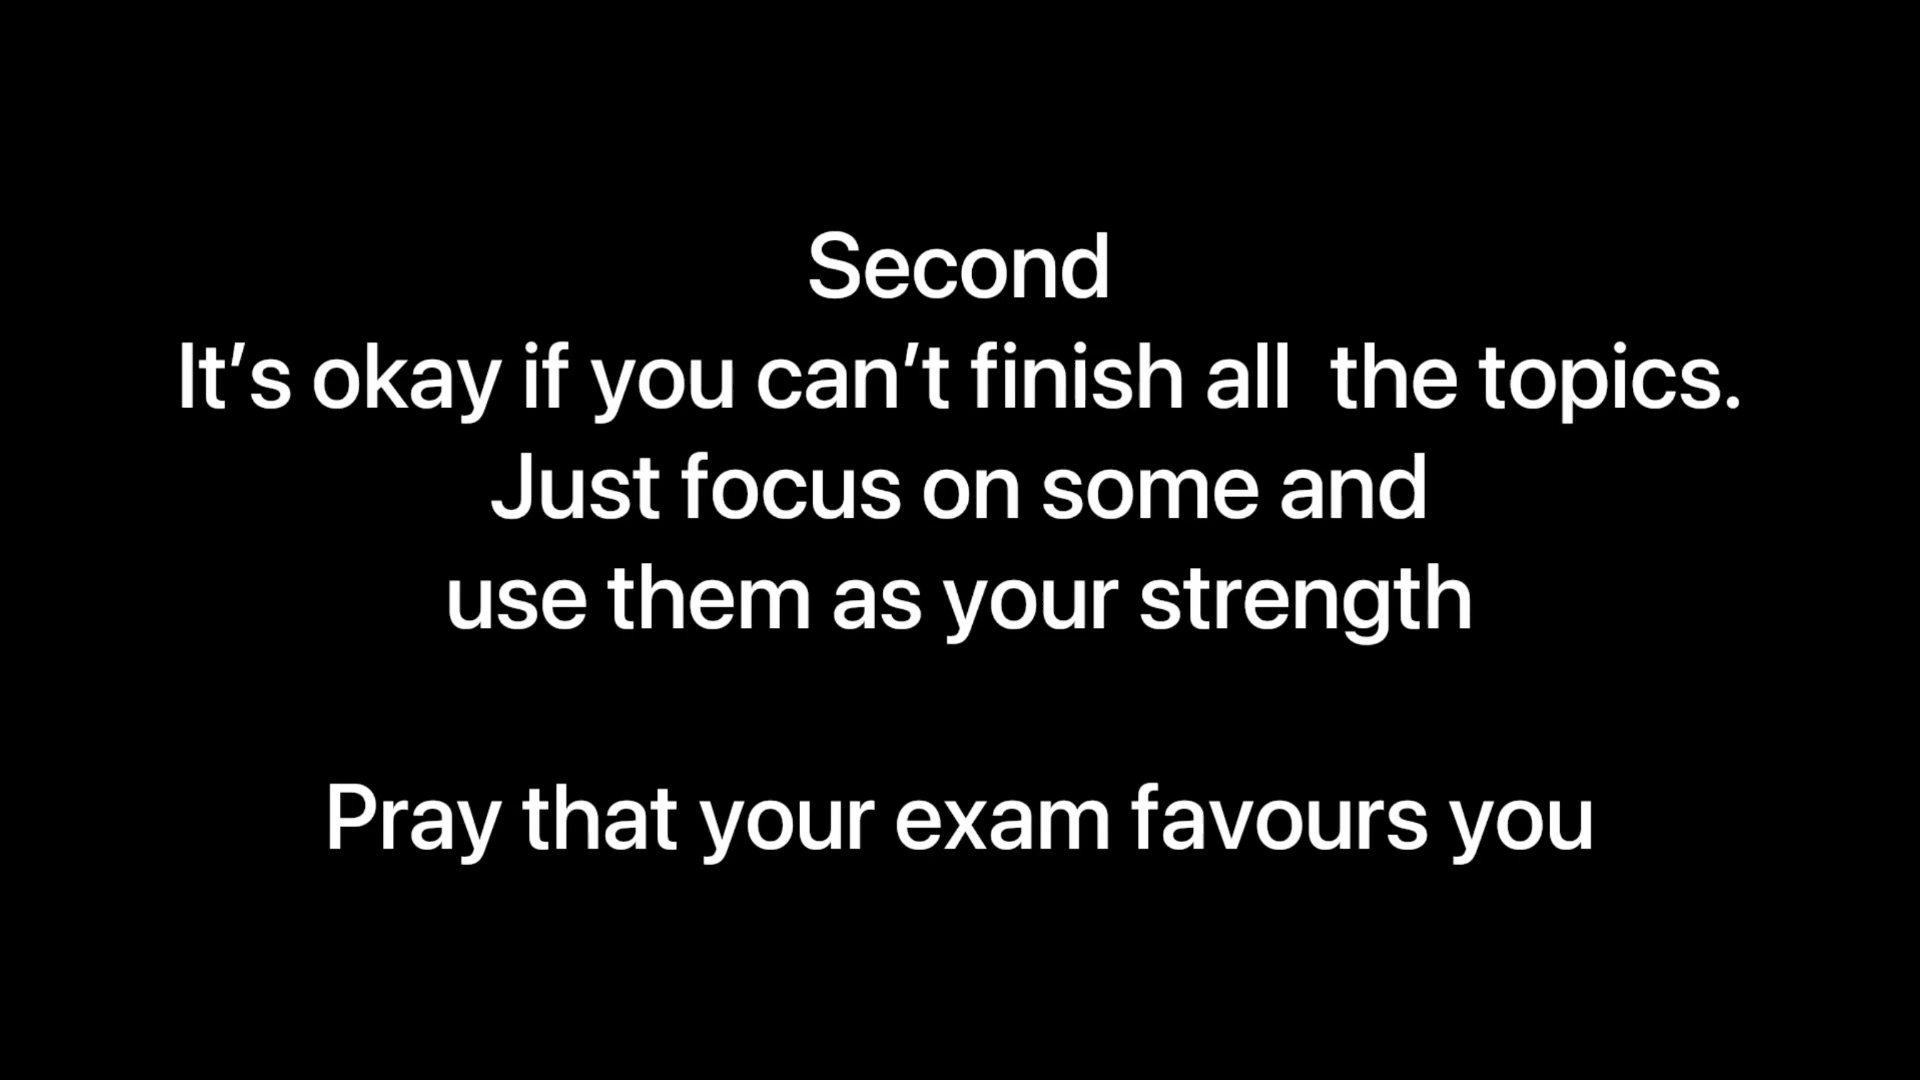 Second
It’s okay if you can’t finish all  the topics.
Just focus on some and
use them as your strength
Pray that your exam favours you